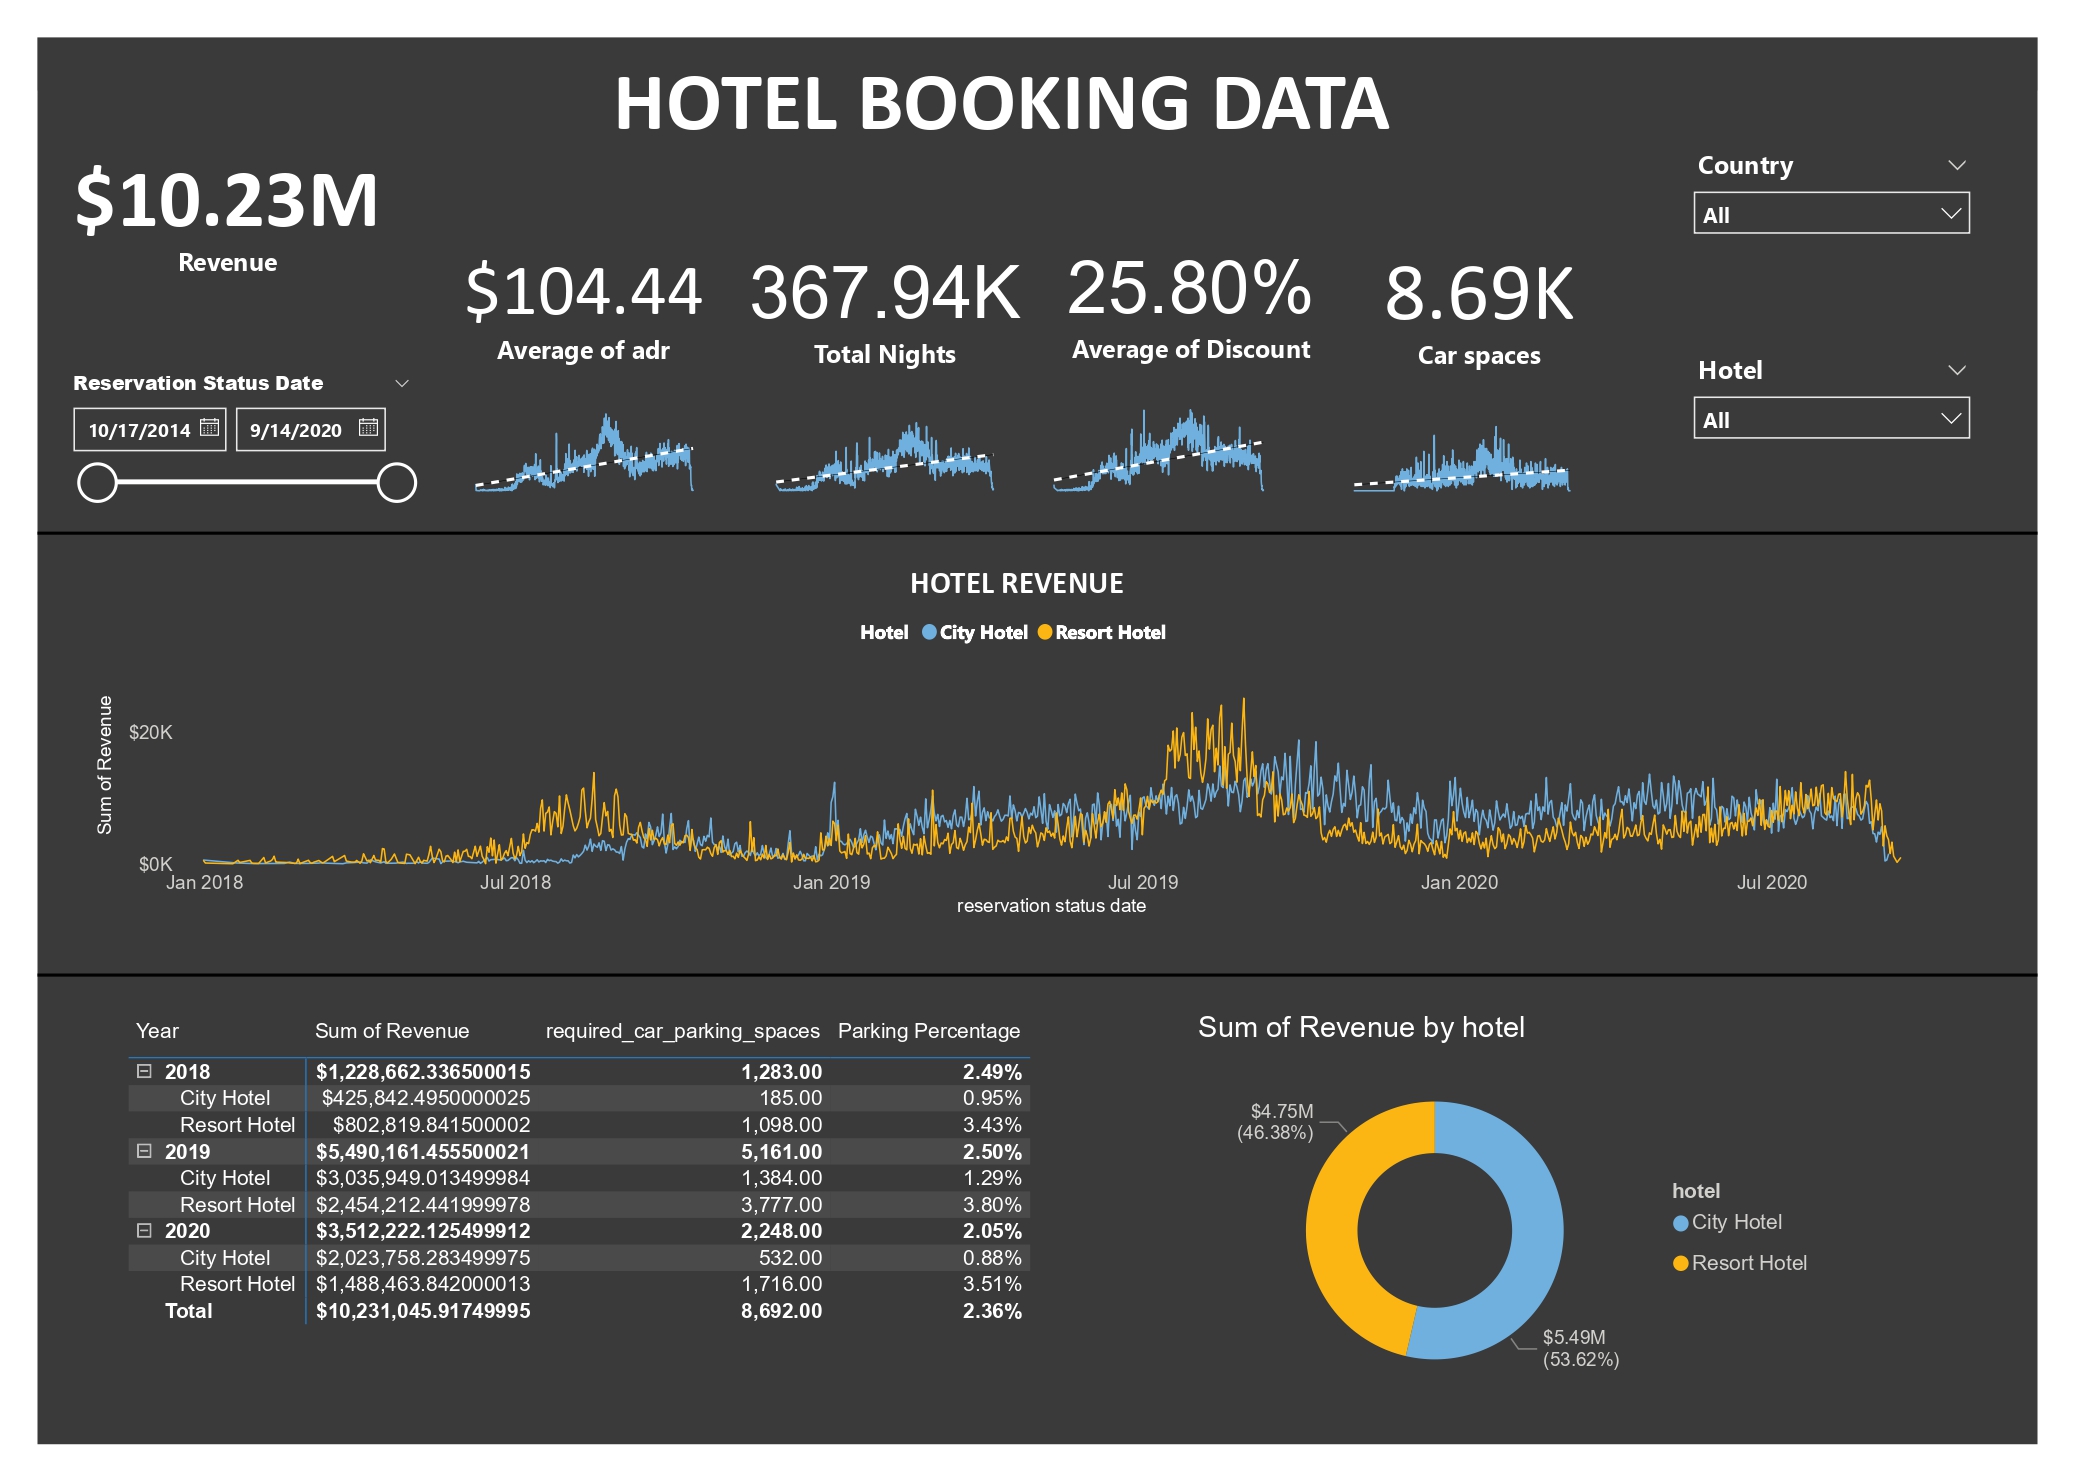 HOTEL BOOKING DATA
$10.23M
Revenue
Country
All
$104.44
Average of adr
367.94K
Total Nights
25.80%
Average of Discount
8.69K
Car spaces
Reservation Status Date
10/17/2014 9/14/2020
Hotel
All
HOTEL REVENUE
Hotel City Hotel Resort Hotel
Sum of Revenue
$20K
$0K
Jan 2018 Jul 2018 Jan 2019 Jul 2019 Jan 2020 Jul 2020
reservation status date
Year Sum of Revenue required_car_parking_spaces Parking Percentage
2018 $1,228,662.336500015 1,283.00 2.49%
City Hotel $425,842.4950000025 185.00 0.95%
Resort Hotel $802,819.841500002 1,098.00 3.43%
2019 $5,490,161.455500021 5,161.00 2.50%
City Hotel $3,035,949.013499984 1,384.00 1.29%
Resort Hotel $2,454,212.441999978 3,777.00 3.80%
2020 $3,512,222.125499912 2,248.00 2.05%
City Hotel $2,023,758.283499975 532.00 0.88%
Resort Hotel $1,488,463.842000013 1,716.00 3.51%
Total $10,231,045.91749995 8,692.00 2.36%
Sum of Revenue by hotel
$4.75M
(46.38%)
$5.49M
(53.62%)
hotel
City Hotel
Resort Hotel